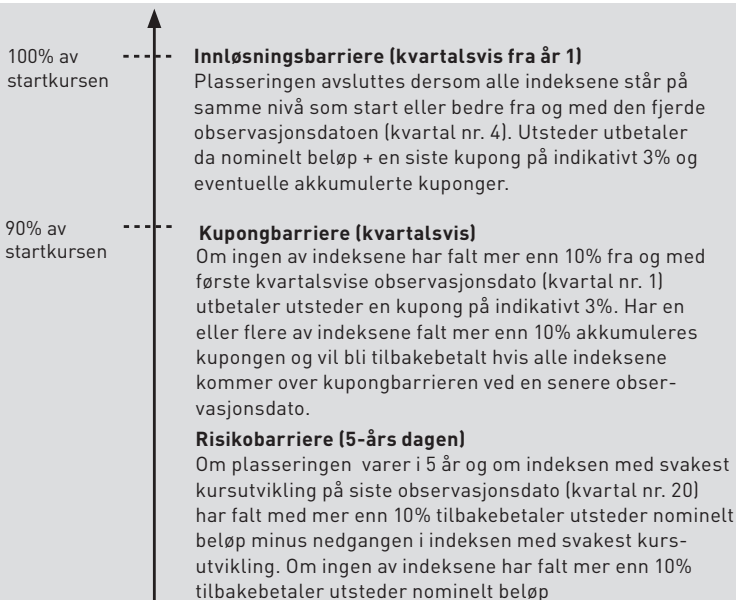 100% av
startkursen
Innløsningsbarriere (kvartalsvis fra år 1)
Plasseringen avsluttes dersom alle indeksene står på
samme nivå som start eller bedre fra og med den fjerde
observasjonsdatoen (kvartal nr. 4). Utsteder utbetaler
da nominelt beløp + en siste kupong på indikativt 3% og
eventuelle akkumulerte kuponger.
90% av
startkursen
Kupongbarriere (kvartalsvis)
Om ingen av indeksene har falt mer enn 10% fra og med
første kvartalsvise observasjonsdato (kvartal nr. 1)
utbetaler utsteder en kupong på indikativt 3%. Har en
eller flere av indeksene falt mer enn 10% akkumuleres
kupongen og vil bli tilbakebetalt hvis alle indeksene
kommer over kupongbarrieren ved en senere obser-
vasjonsdato.
Risikobarriere (5-års dagen)
Om plasseringen varer i 5 år og om indeksen med svakest
kursutvikling på siste observasjonsdato (kvartal nr. 20)
har falt med mer enn 10% tilbakebetaler utsteder nominelt
beløp minus nedgangen i indeksen med svakest kurs-
utvikling. Om ingen av indeksene har falt mer enn 10%
tilbakebetaler utsteder nominelt beløp